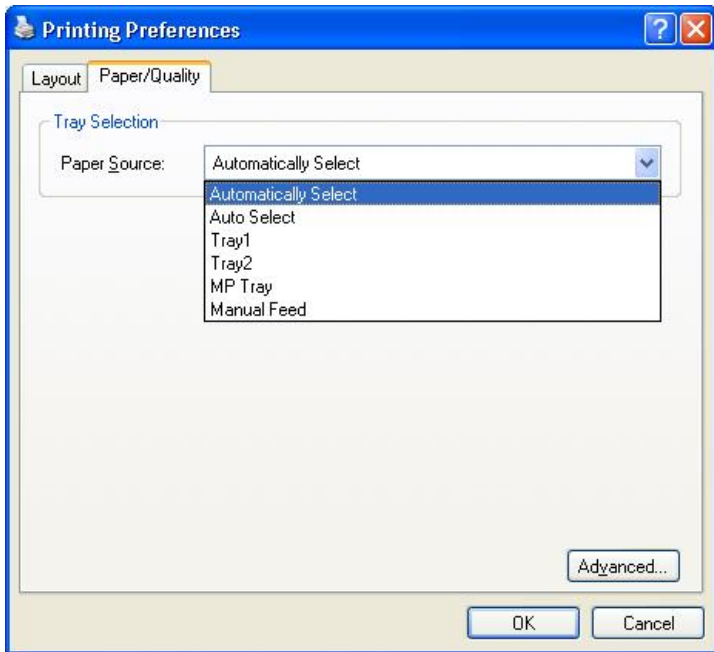 Printing Preferences
Layout Paper/Quality
Tray Selection
Paper Source: Automatically Select
Automatically Select
Auto Select
Tray1
Tray2
MP Tray
Manual Feed
Advanced...
OK Cancel